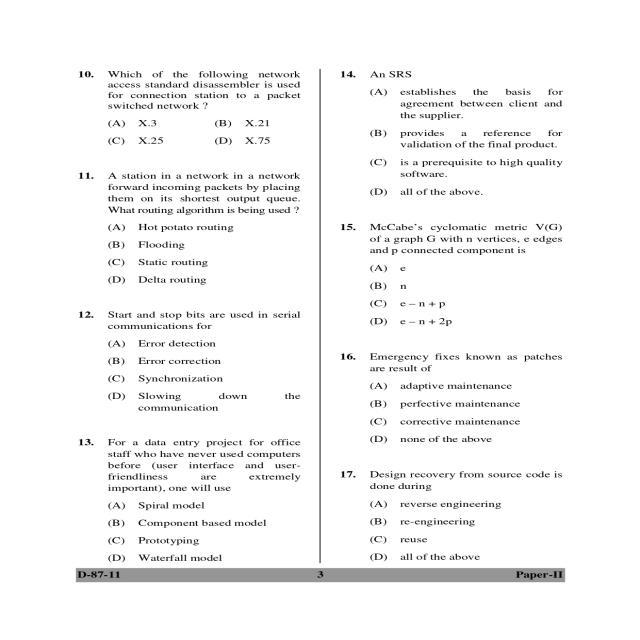 10. Which of the following network
access standard disassembler is used
for connection station to a packet
switched network ?
(A) X.3 (B) X.21
(C) X.25 (D) X.75
11. A station in a network in a network
forward incoming packets by placing
them on its shortest output queue.
What routing algorithm is being used ?
(A) Hot potato routing
(B) Flooding
(C) Static routing
(D) Delta routing
12. Start and stop bits are used in serial
communications for
(A) Error detection
(B) Error correction
(C) Synchronization
(D) Slowing down the
communication
13. For a data entry project for office
staff who have never used computers
before (user interface and user-
friendliness are extremely
important), one will use
(A) Spiral model
(B) Component based model
(C) Prototyping
(D) Waterfall model
14. An SRS
(A) establishes the basis for
agreement between client and
the supplier.
(B) provides a reference for
validation of the final product.
(C) is a prerequisite to high quality
software.
(D) all of the above.
15. McCabe's cyclomatic metric V(G)
of a graph G with n vertices, e edges
and p connected component is
(A) e
(B) n
(C) e – n + p
(D) e – n + 2p
16. Emergency fixes known as patches
are result of
(A) adaptive maintenance
(B) perfective maintenance
(C) corrective maintenance
(D) none of the above
17. Design recovery from source code is
done during
(A) reverse engineering
(B) re-engineering
(C) reuse
(D) all of the above
D-87-11 3 Paper-II